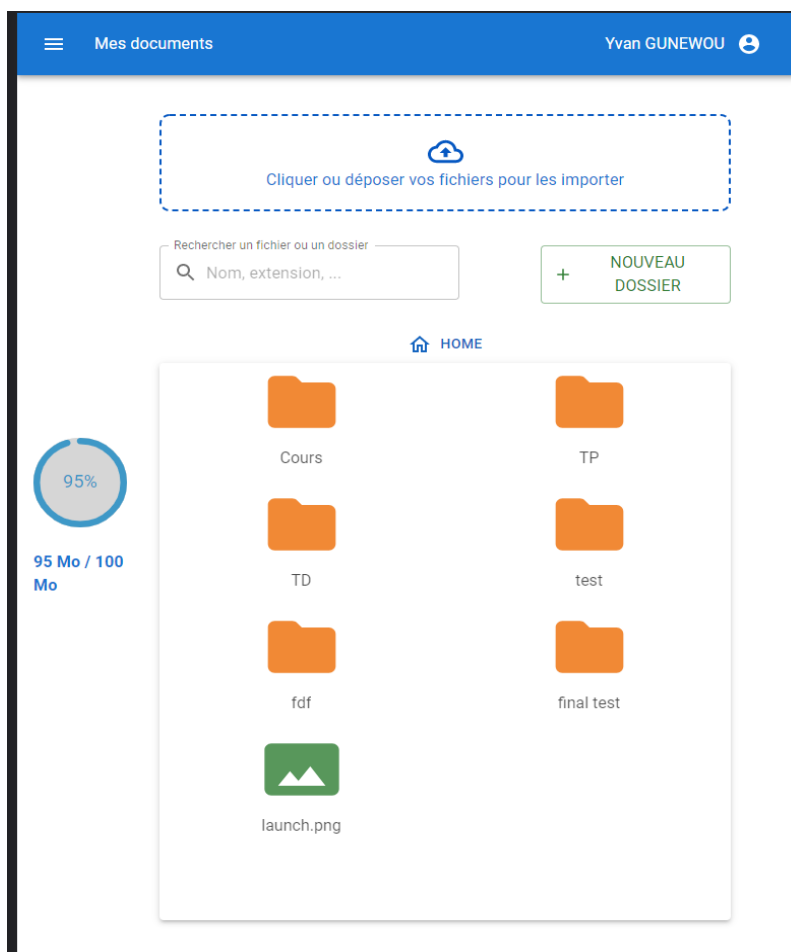 Mes documents
Yvan GUNEWOU
Cliquer ou déposer vos fichiers pour les importer
Rechercher un fichier ou un dossier
Nom, extension, ...
+ NOUVEAU
DOSSIER
HOME
Cours
TP
95%
95 Mo / 100
Mo
TD
test
fdf
final test
launch.png